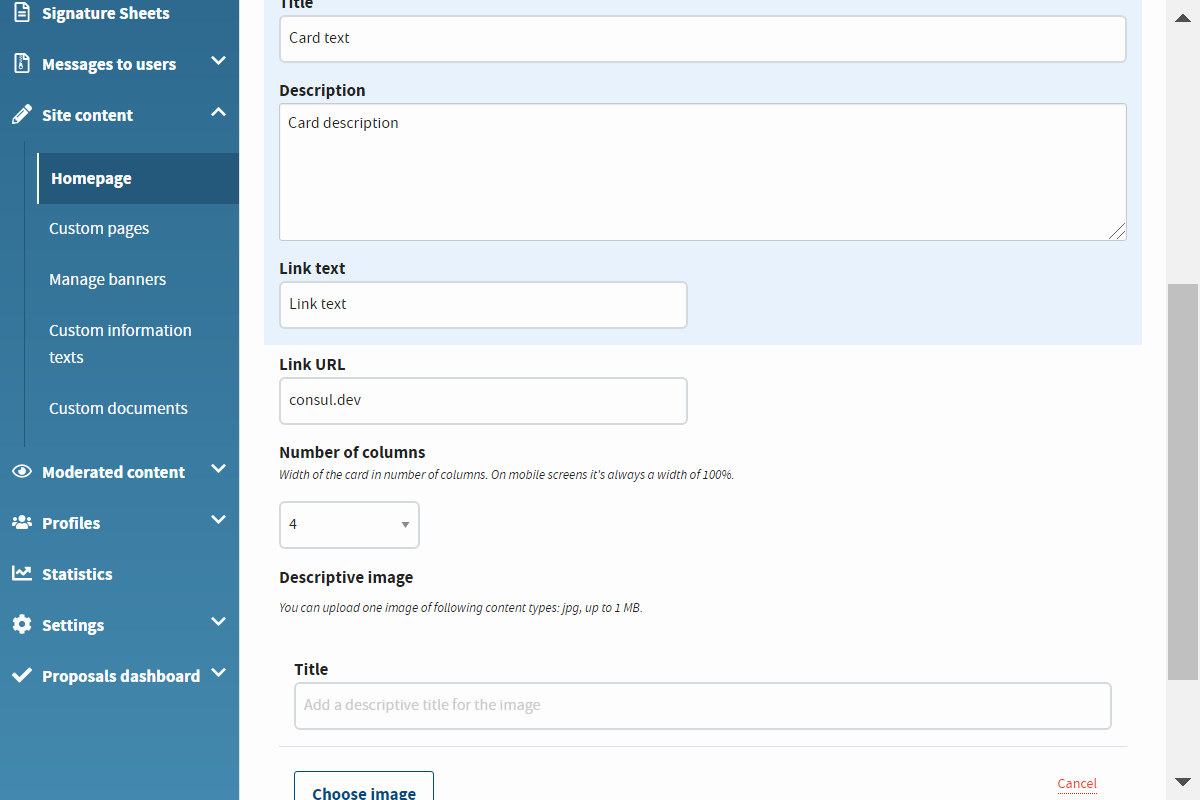 Signature Sheets
Messages to users
Site content
Homepage
Custom pages
Manage banners
Custom information
texts
Custom documents
Moderated content
Profiles
Statistics
Settings
Proposals dashboard
Title
Card text
Description
Card description
Link text
Link text
Link URL
consul.dev
Number of columns
Width of the card in number of columns. On mobile screens it's always a width of 100%.
4
Descriptive image
You can upload one image of following content types: jpg, up to 1 MB.
Title
Add a descriptive title for the image
Choose image
Cancel